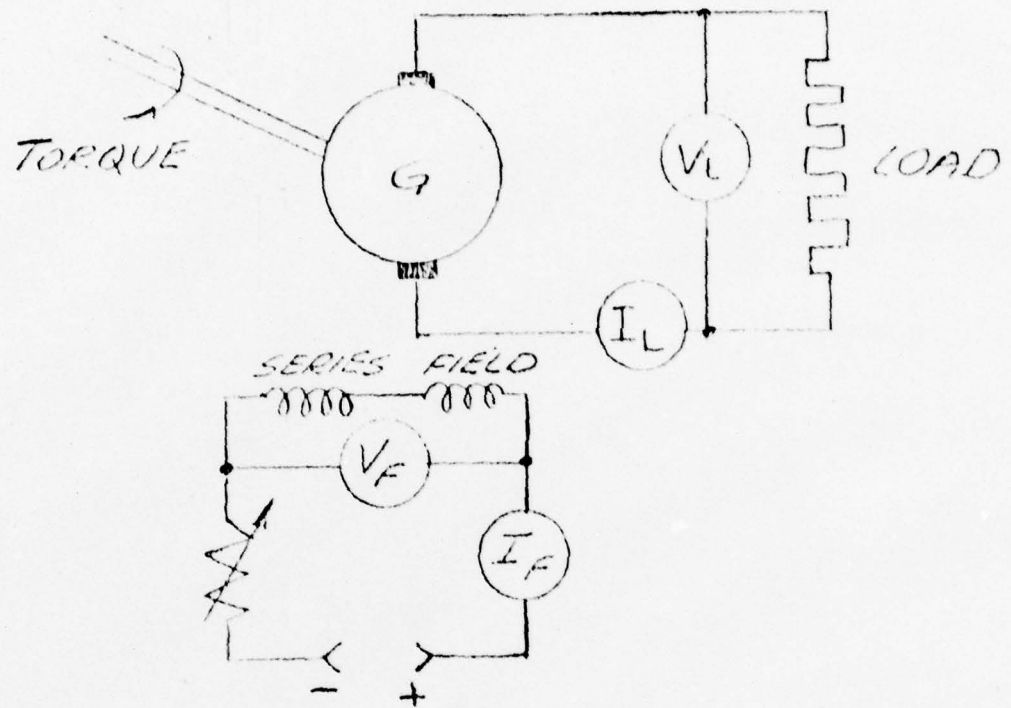 TORQUE
G
VL
LOAD
IL
SERIES FIELD
VF
IF
- +